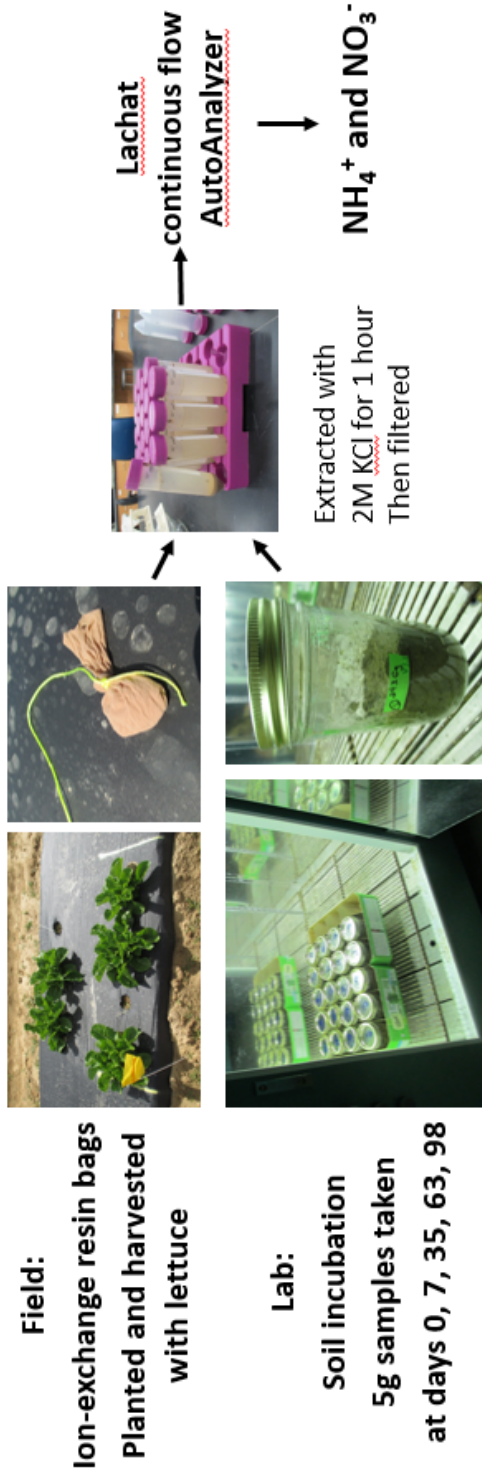 Field:
Ion-exchange resin bags
Planted and harvested
with lettuce
Lab:
Soil incubation
5g samples taken
at days 0, 7, 35, 63, 98
Extracted with
2M KCl for 1 hour
Then filtered
Lachat
continuous flow
AutoAnalyzer
NH₄⁺ and NO₃⁻